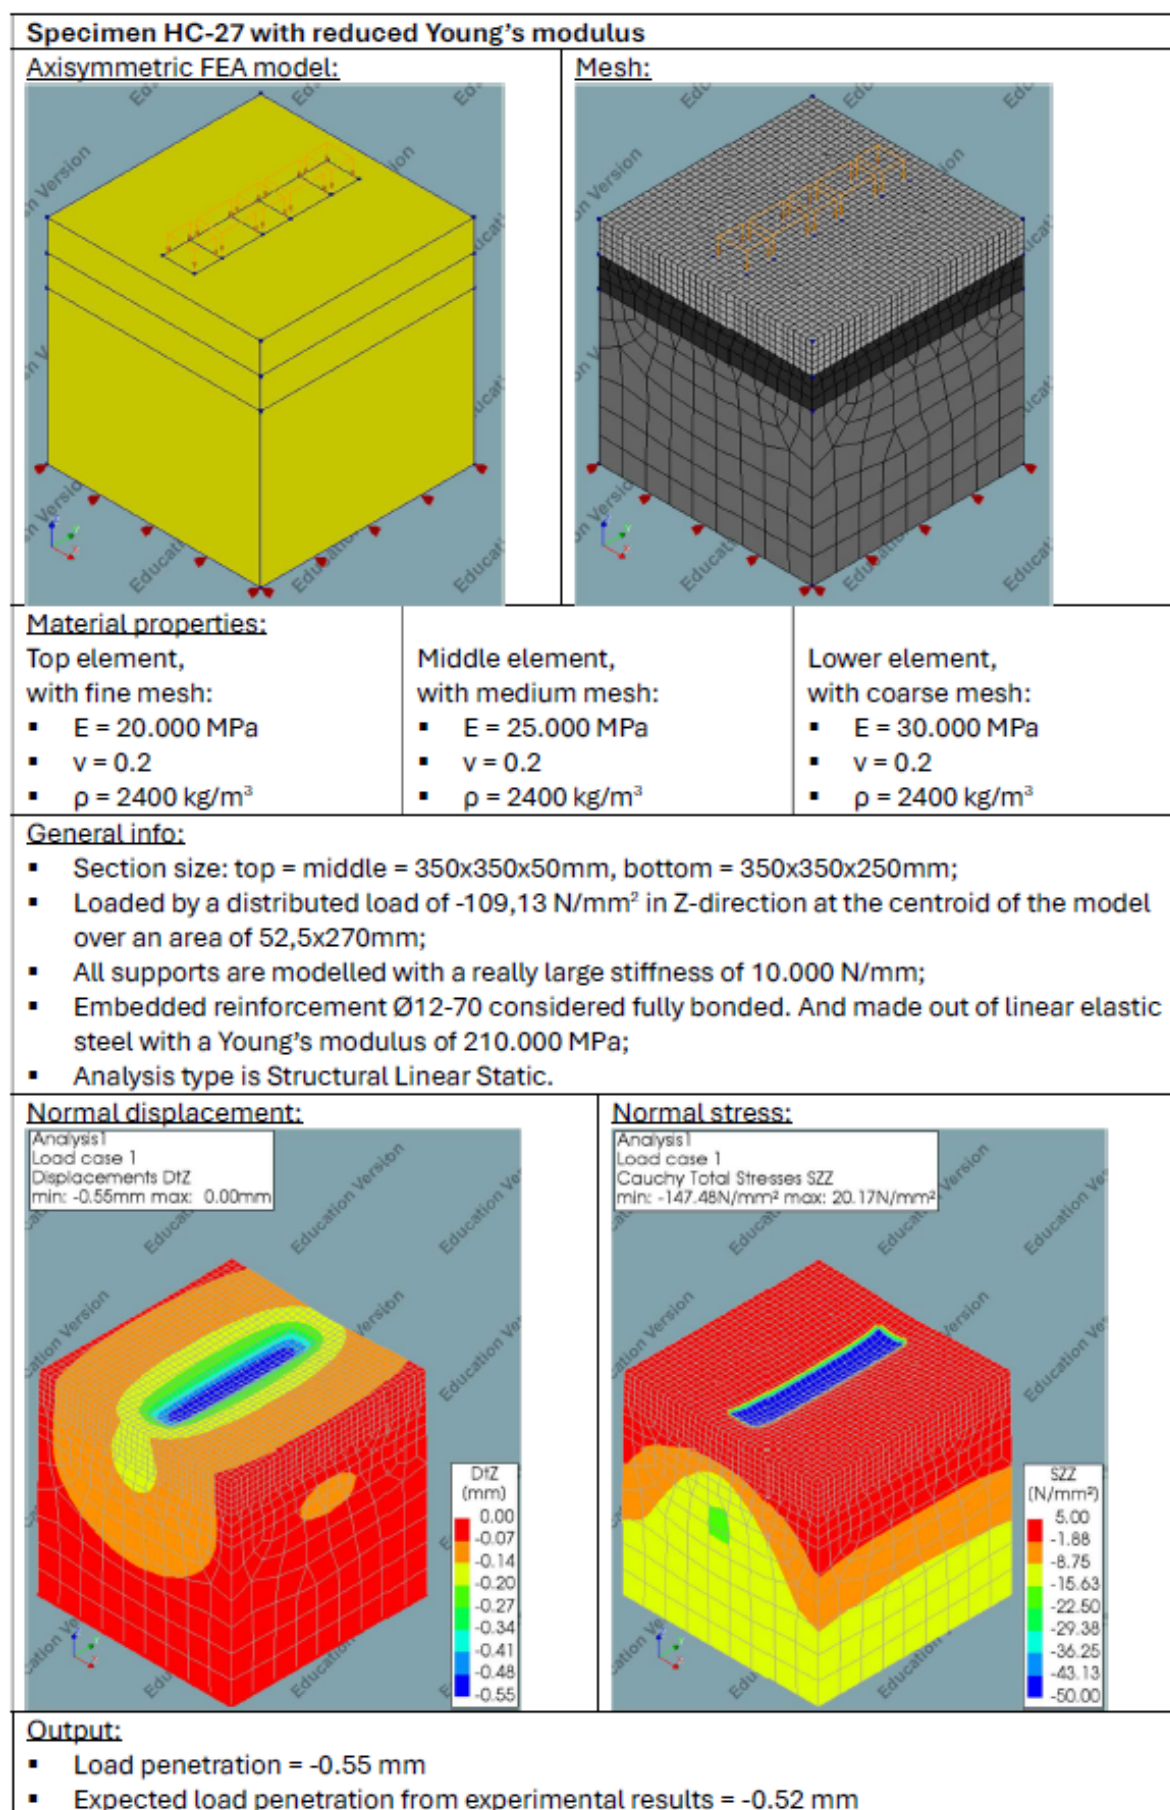 Specimen HC-27 with reduced Young's modulus
Axisymmetric FEA model:
Mesh:
Education Version
Material properties:
Top element,
with fine mesh:
▪ E = 20.000 MPa
▪ v = 0.2
▪ ρ = 2400 kg/m³
Middle element,
with medium mesh:
▪ E = 25.000 MPa
▪ v = 0.2
▪ ρ = 2400 kg/m³
Lower element,
with coarse mesh:
▪ E = 30.000 MPa
▪ v = 0.2
▪ ρ = 2400 kg/m³
General info:
▪ Section size: top = middle = 350x350x50mm, bottom = 350x350x250mm;
▪ Loaded by a distributed load of -109,13 N/mm² in Z-direction at the centroid of the model
over an area of 52,5x270mm;
▪ All supports are modelled with a really large stiffness of 10.000 N/mm;
▪ Embedded reinforcement Ø12-70 considered fully bonded. And made out of linear elastic
steel with a Young's modulus of 210.000 MPa;
▪ Analysis type is Structural Linear Static.
Normal displacement:
Analysis1
Load case 1
Displacements DtZ
min: -0.55mm max: 0.00mm
Education Version
Education Version
DtZ
(mm)
0.00
-0.07
-0.14
-0.20
-0.27
-0.34
-0.41
-0.48
-0.55
Normal stress:
Analysis1
Load case 1
Cauchy Total Stresses SZZ
min: -147.48N/mm² max: 20.17N/mm²
Education Version
Education Version
SZZ
(N/mm²)
5.00
-1.88
-8.75
-15.63
-22.50
-29.38
-36.25
-43.13
-50.00
Output:
▪ Load penetration = -0.55 mm
▪ Expected load penetration from experimental results = -0.52 mm